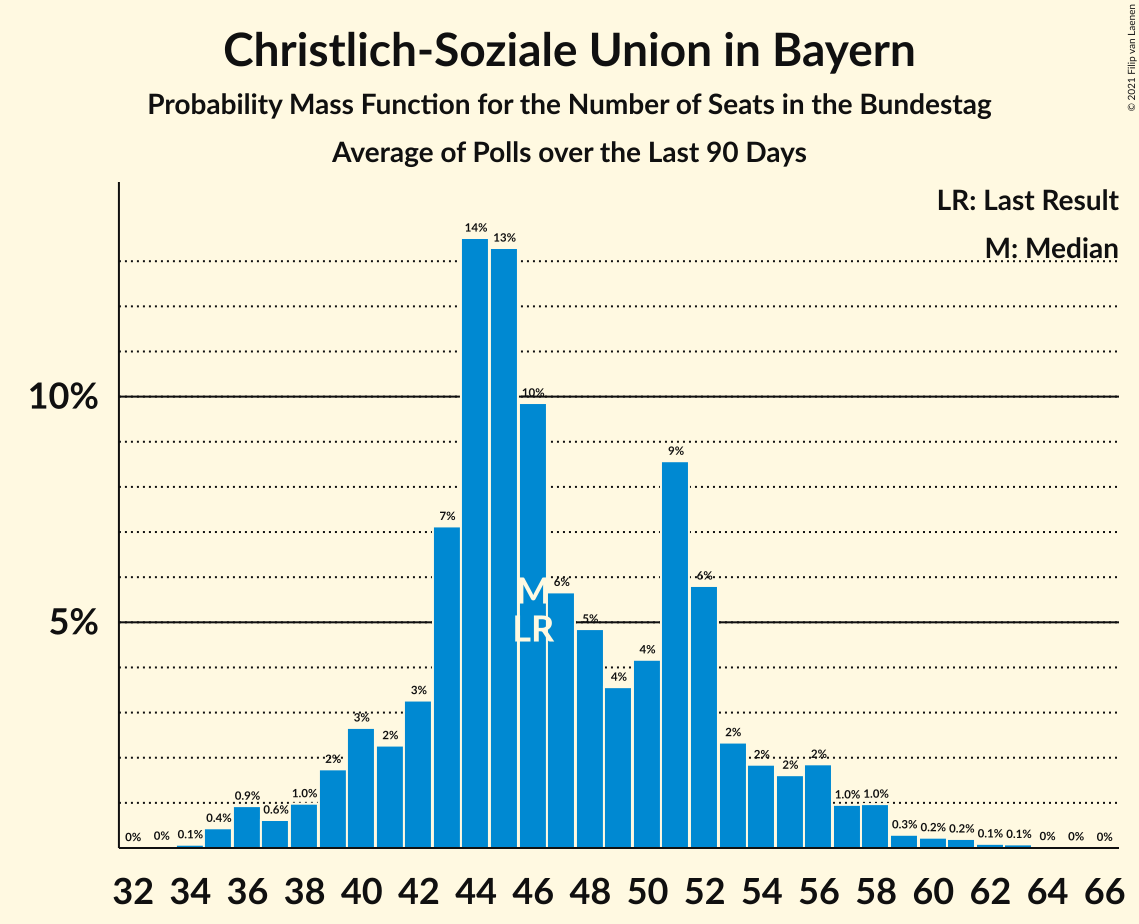 Christlich-Soziale Union in Bayern
Probability Mass Function for the Number of Seats in the Bundestag
Average of Polls over the Last 90 Days
© 2021 Filip van Laenen
LR: Last Result
M: Median
10%
5%
0% 0% 0.1% 0.4% 0.9% 0.6% 1.0% 2% 3% 2% 3% 7% 14% 13% 10% 6% 5% 4% 4% 9% 6% 2% 2% 2% 2% 1.0% 1.0% 0.3% 0.2% 0.2% 0.1% 0.1% 0% 0% 0%
M
LR
32 34 36 38 40 42 44 46 48 50 52 54 56 58 60 62 64 66